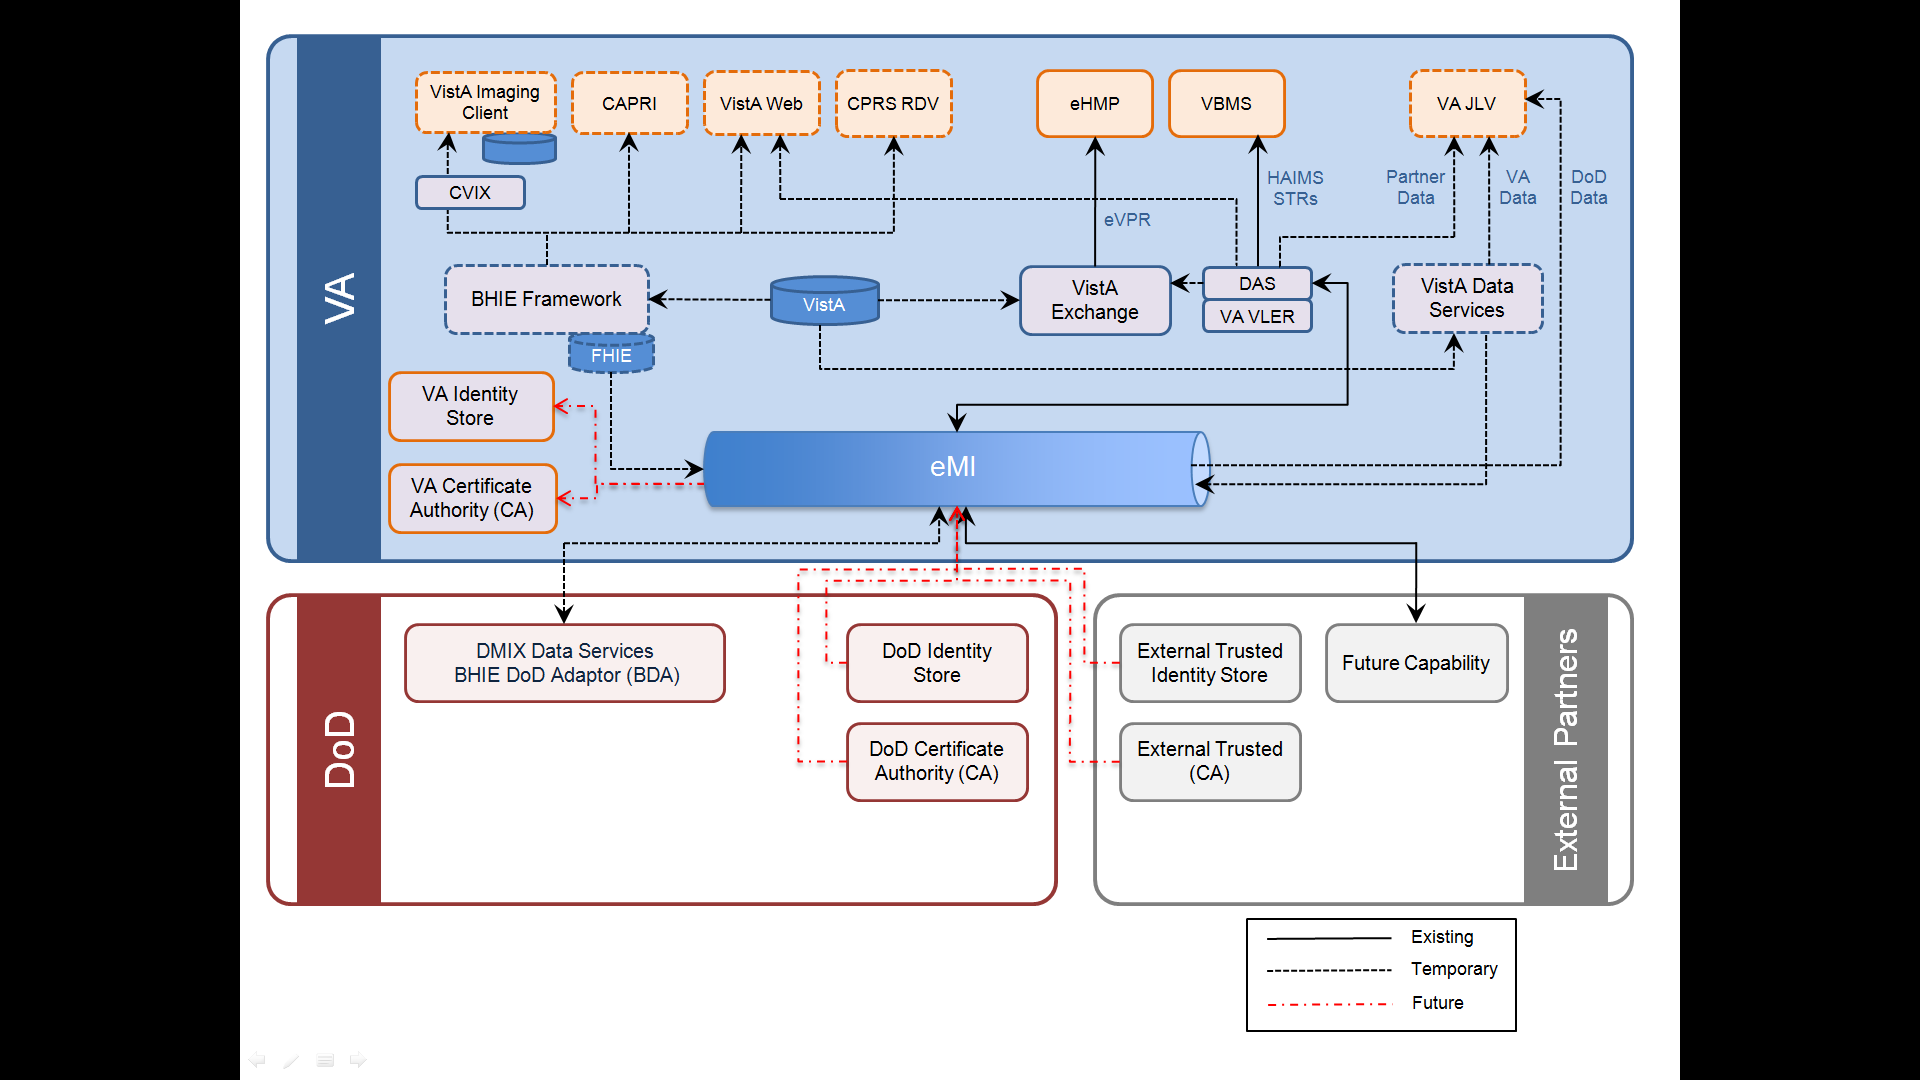 VA
VistA Imaging
Client
CAPRI
VistA Web
CPRS RDV
eHMP
VBMS
VA JLV
CVIX
HAIMS
STRs
Partner
Data
VA
Data
DoD
Data
eVPR
BHIE Framework
FHIE
VistA
VistA
Exchange
DAS
VA VLER
VistA Data
Services
VA Identity
Store
VA Certificate
Authority (CA)
eMI
DoD
DMIX Data Services
BHIE DoD Adaptor (BDA)
DoD Identity
Store
DoD Certificate
Authority (CA)
External Trusted
Identity Store
External Trusted
(CA)
Future Capability
External Partners
Existing
Temporary
Future